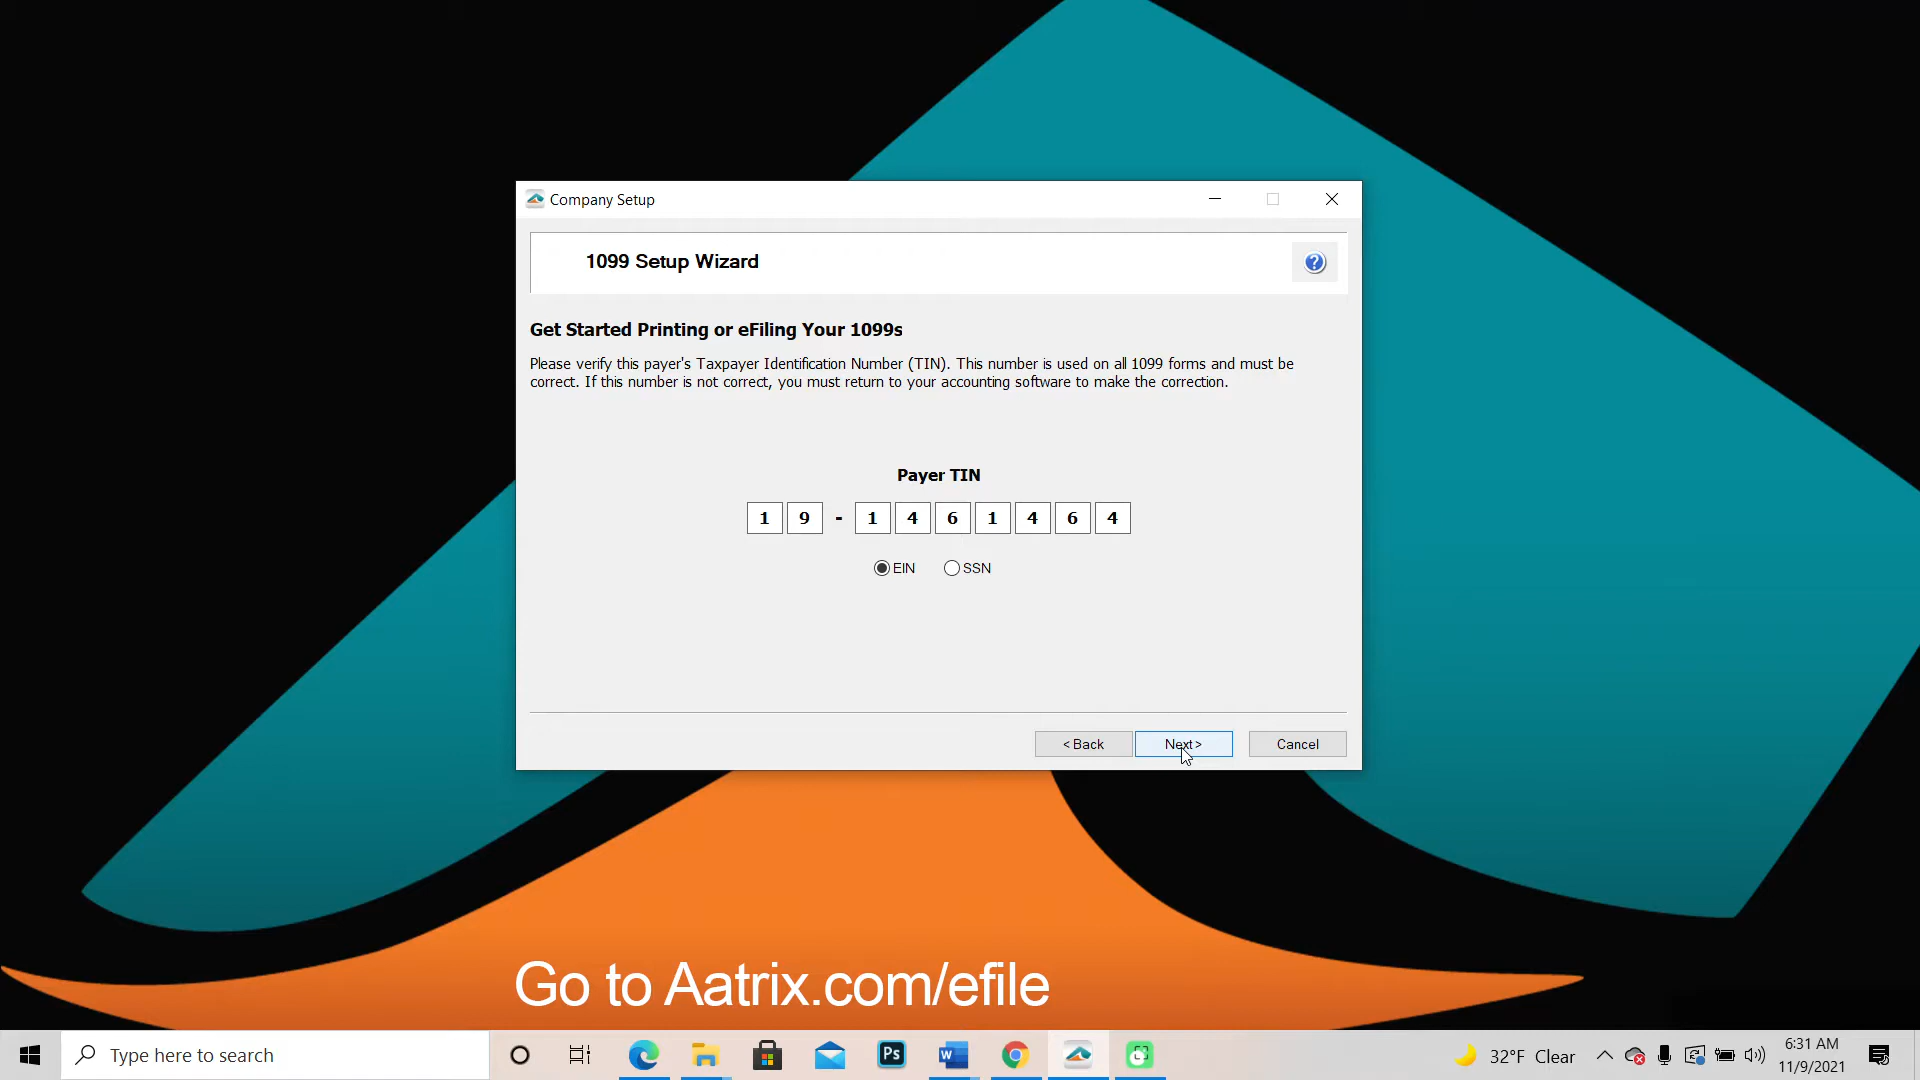 Company Setup
1099 Setup Wizard
Get Started Printing or eFiling Your 1099s
Please verify this payer's Taxpayer Identification Number (TIN). This number is used on all 1099 forms and must be
correct. If this number is not correct, you must return to your accounting software to make the correction.
Payer TIN
1 9 - 1 4 6 1 4 6 4
EIN SSN
< Back Next > Cancel
Go to Aatrix.com/efile
Type here to search
Ps
W
32°F Clear
6:31 AM
11/9/2021